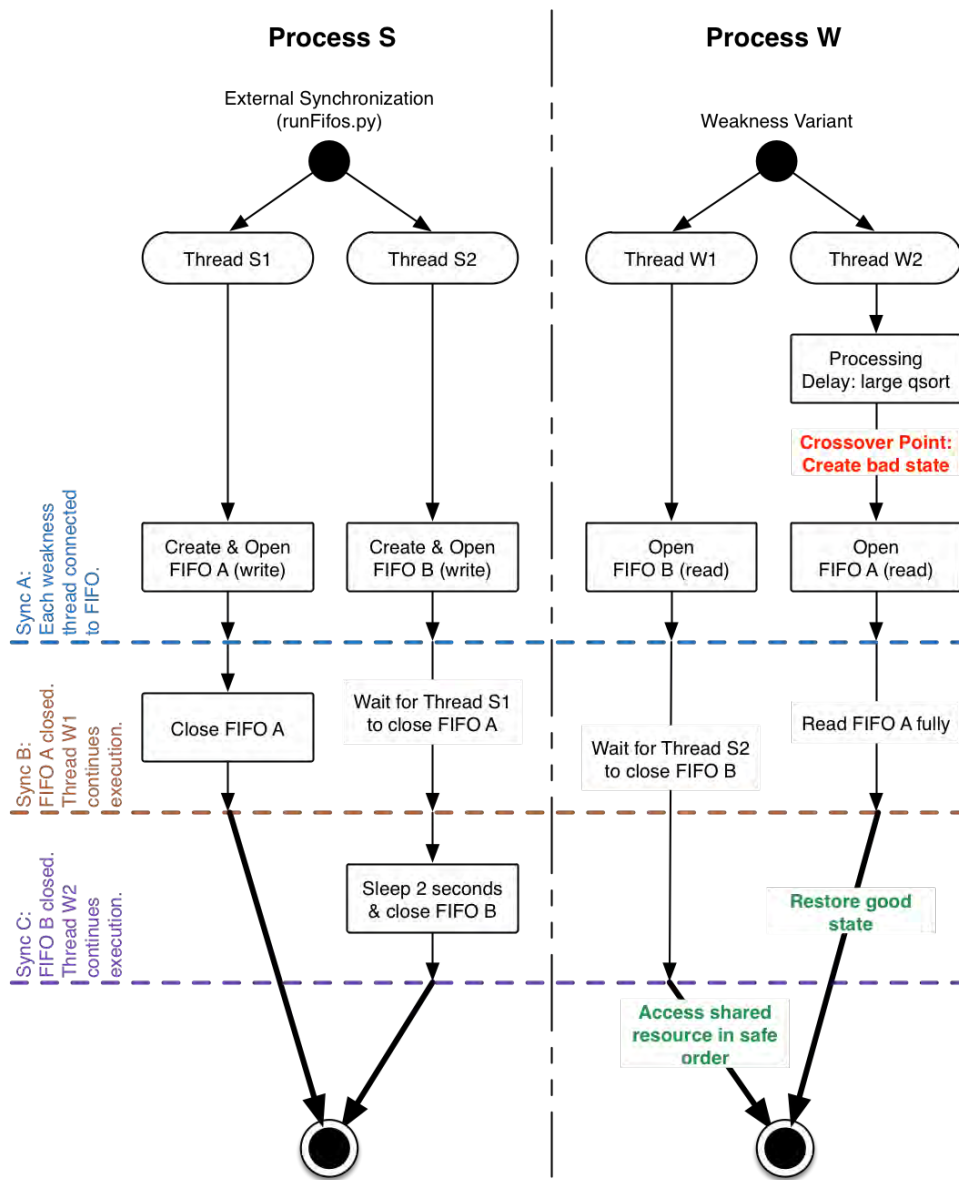 Process S
Process W
External Synchronization
(runFifos.py)
Weakness Variant
Thread S1
Thread S2
Thread W1
Thread W2
Processing
Delay: large qsort
Crossover Point:
Create bad state
Create & Open
FIFO A (write)
Create & Open
FIFO B (write)
Open
FIFO B (read)
Open
FIFO A (read)
Sync A:
Each weakness
thread connected
to FIFO.
Close FIFO A
Wait for Thread S1
to close FIFO A
Wait for Thread S2
to close FIFO B
Read FIFO A fully
Sync B:
FIFO A closed.
Thread W1
continues
execution.
Sleep 2 seconds
& close FIFO B
Restore good
state
Sync C:
FIFO B closed.
Thread W2
continues
execution.
Access shared
resource in safe
order